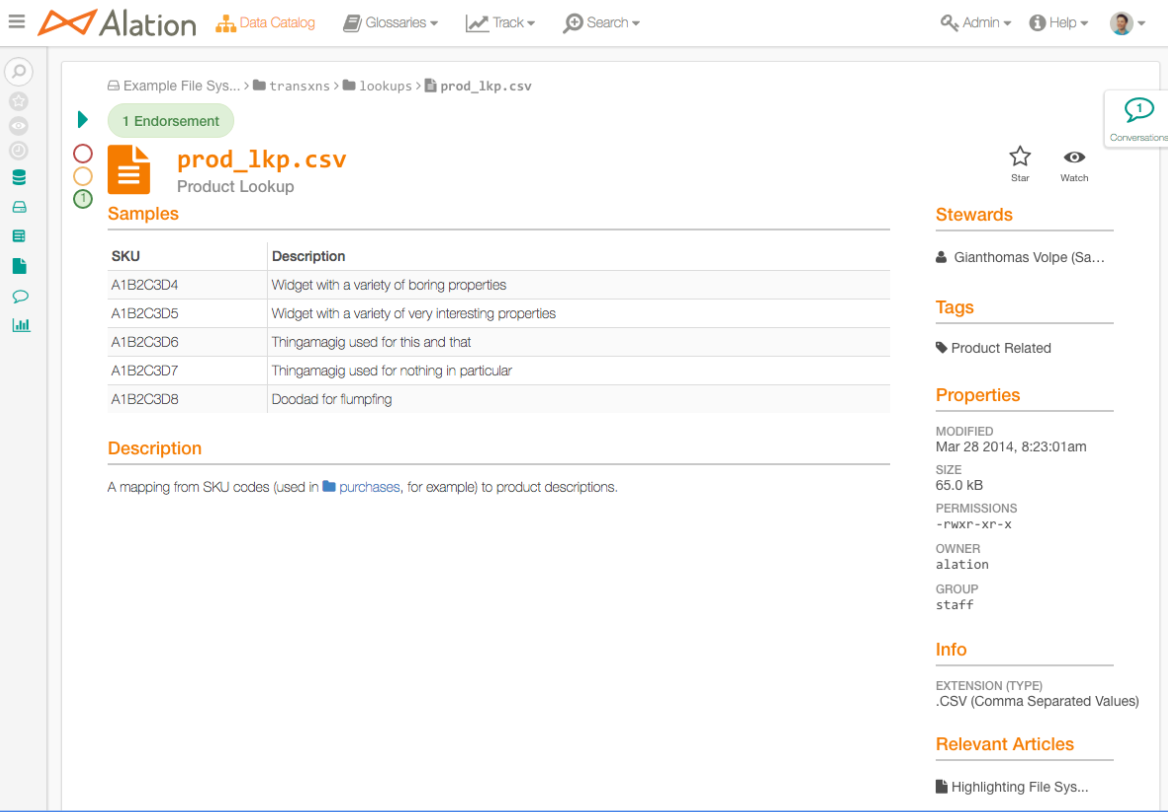 Alation Data Catalog Glossaries Track Search Admin Help
Example File Sys... > transxns > lookups > prod_lkp.csv
1 Endorsement
1
Conversations
prod_lkp.csv
Product Lookup
1
Star Watch
Samples
SKU Description
A1B2C3D4 Widget with a variety of boring properties
A1B2C3D5 Widget with a variety of very interesting properties
A1B2C3D6 Thingamagig used for this and that
A1B2C3D7 Thingamagig used for nothing in particular
A1B2C3D8 Doodad for flumpfing
Description
A mapping from SKU codes (used in purchases, for example) to product descriptions.
Stewards
Gianthomas Volpe (Sa...
Tags
Product Related
Properties
MODIFIED
Mar 28 2014, 8:23:01am
SIZE
65.0 kB
PERMISSIONS
-rwxr-xr-x
OWNER
alation
GROUP
staff
Info
EXTENSION (TYPE)
.CSV (Comma Separated Values)
Relevant Articles
Highlighting File Sys...